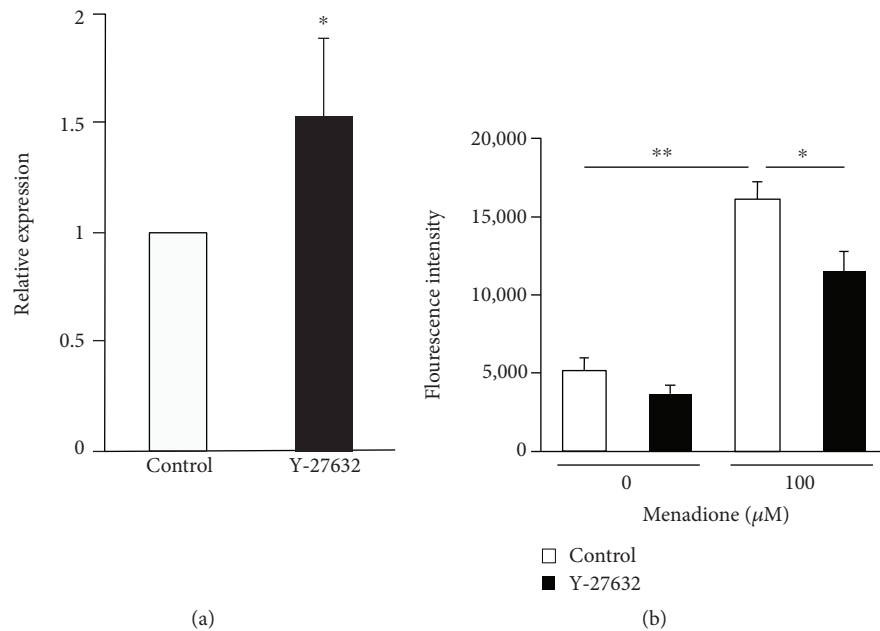 2
1.5
1
0.5
0
Relative expression
*
Control
Y-27632
(a)
20,000
15,000
10,000
5,000
0
Flourescence intensity
**
*
0
100
Menadione (μM)
Control
Y-27632
(b)